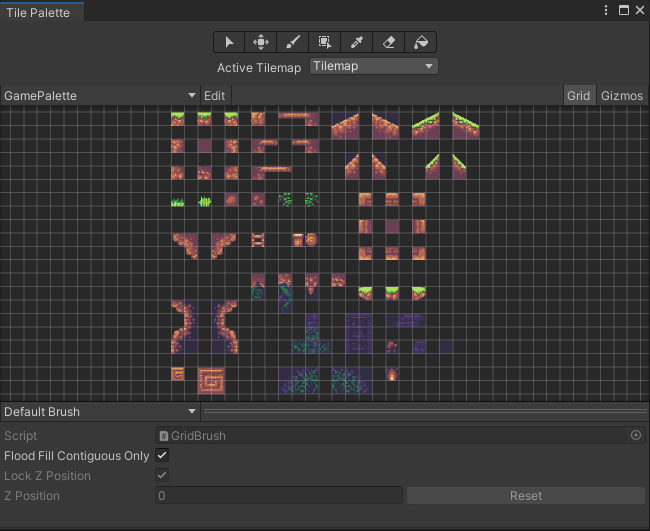 Tile Palette
Active Tilemap Tilemap
GamePalette Edit Grid Gizmos
Default Brush
Script GridBrush
Flood Fill Contiguous Only
Lock Z Position
Z Position 0 Reset